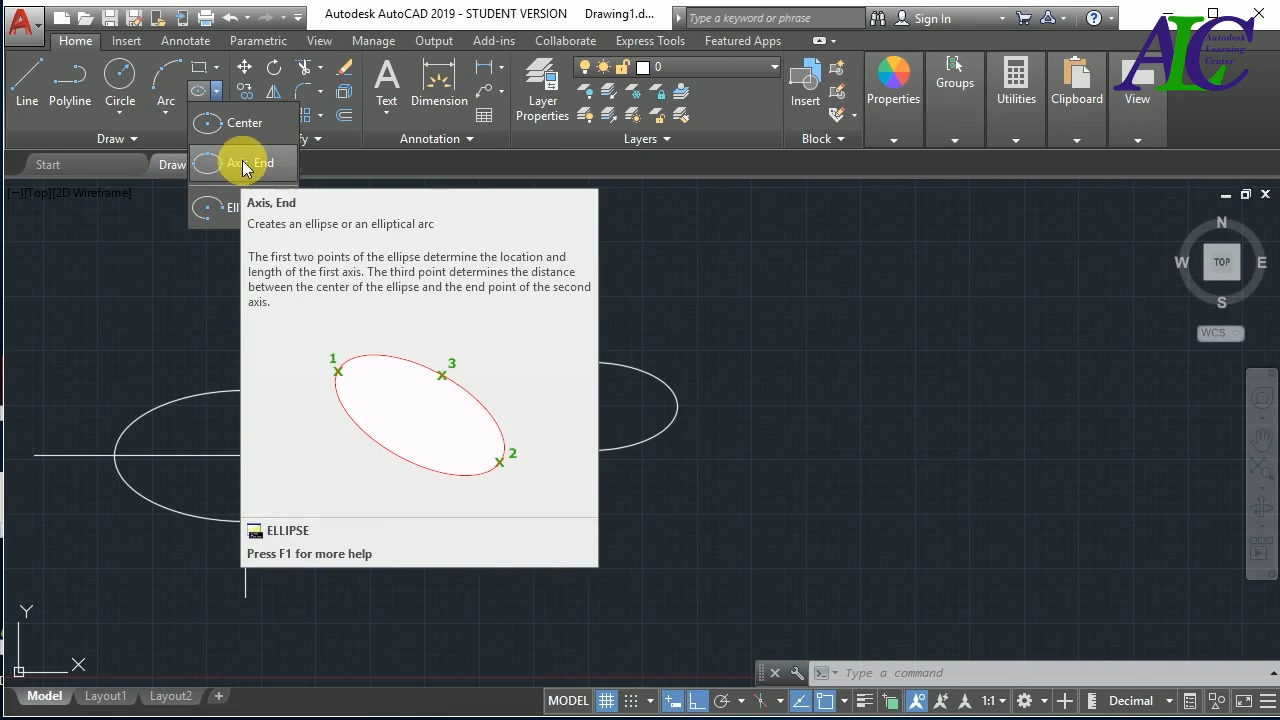 Autodesk AutoCAD 2019 - STUDENT VERSION Drawing1.d...
Type a keyword or phrase
Sign In
Home Insert Annotate Parametric View Manage Output Add-ins Collaborate Express Tools Featured Apps
ALC
Autodesk
Learning
Center
0
Line Polyline Circle Arc
Text Dimension
Layer
Properties
Insert
Properties
Groups
Utilities
Clipboard
View
Draw
Annotation
Layers
Block
Center
Axis, End
Start
[−][Top][2D Wireframe]
Axis, End
Creates an ellipse or an elliptical arc
The first two points of the ellipse determine the location and
length of the first axis. The third point determines the distance
between the center of the ellipse and the end point of the second
axis.
1
3
2
ELLIPSE
Press F1 for more help
N
W TOP E
S
WCS
Y
X
Type a command
Model Layout1 Layout2 +
MODEL
1:1
Decimal